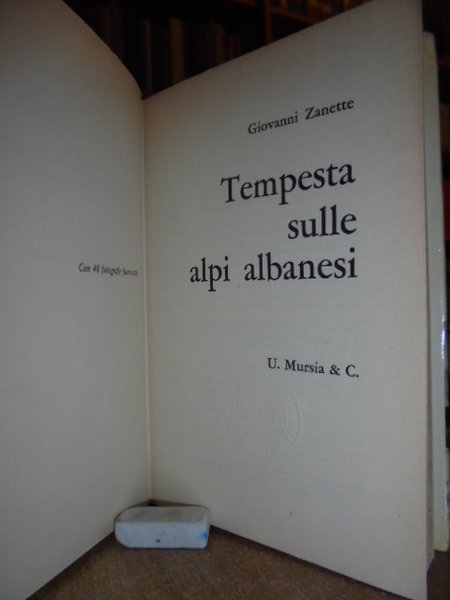 Con 48 fotografie fuori testo
Giovanni Zanette
Tempesta
sulle
alpi albanesi
U. Mursia & C.